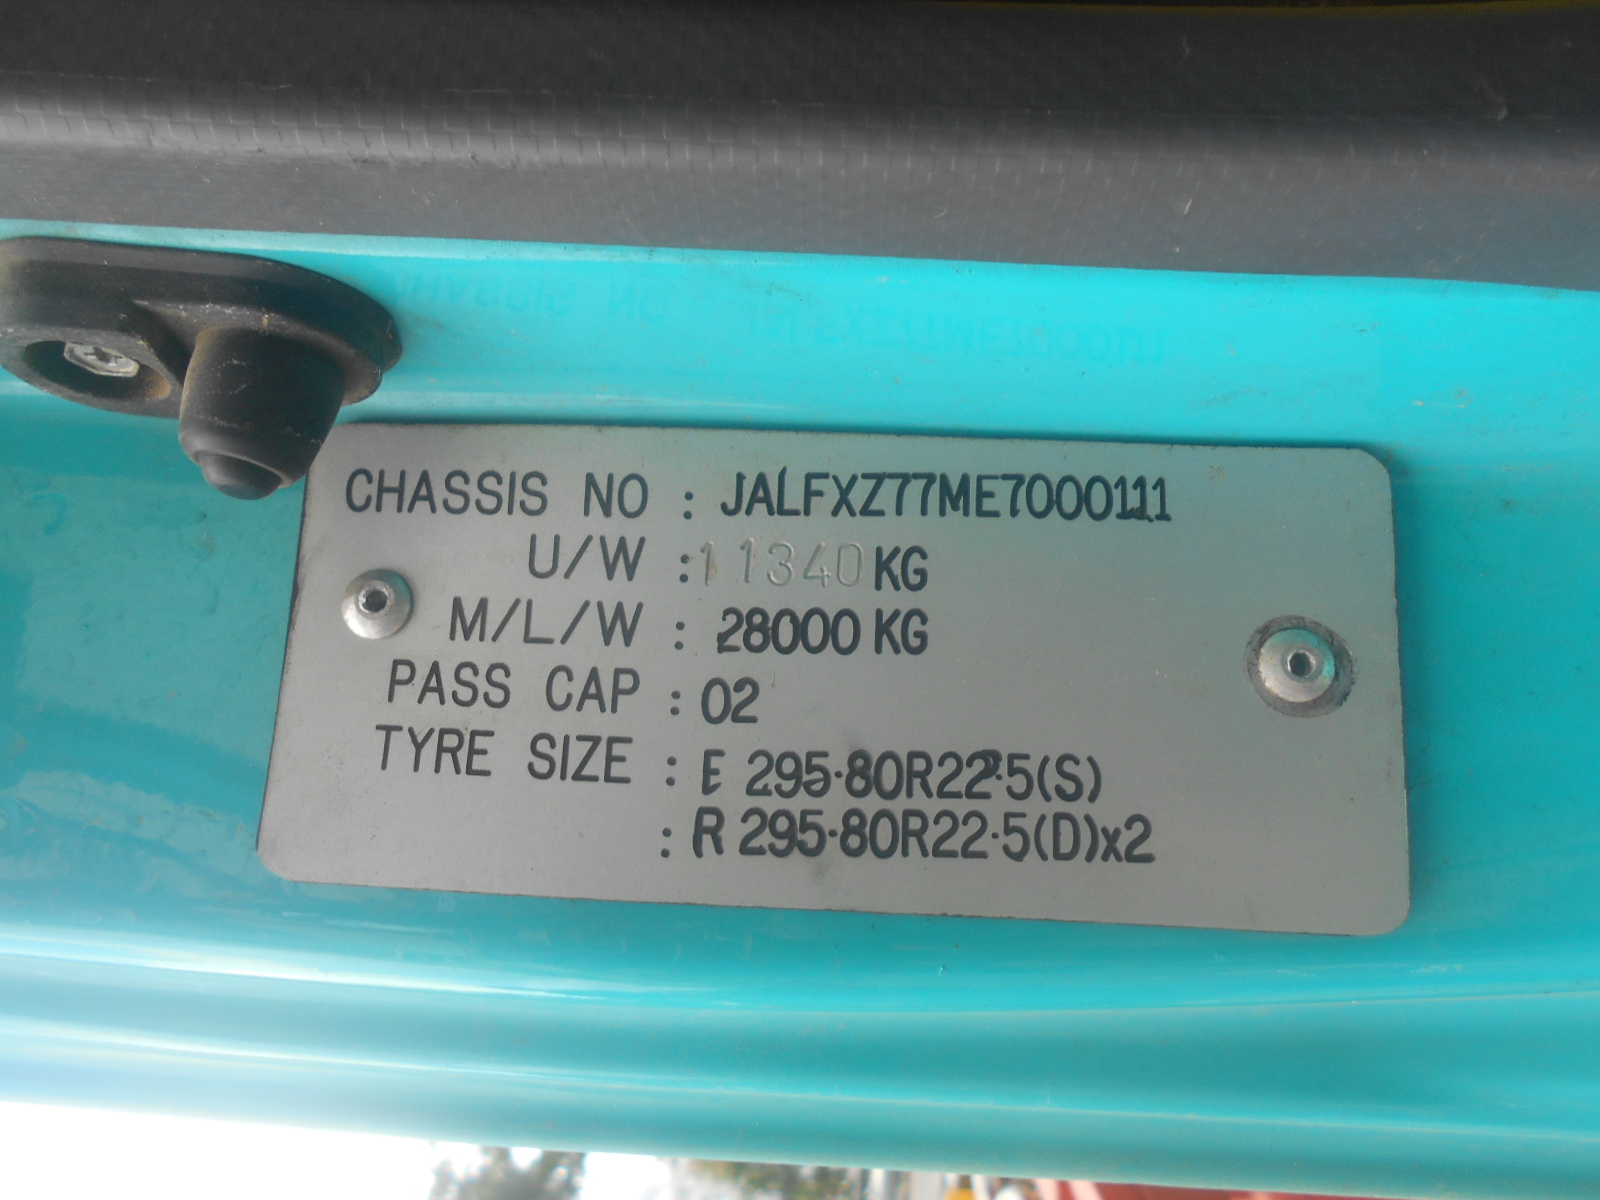 CHASSIS NO : JALFXZ77ME7000111
U/W : 11340 KG
M/L/W : 28000 KG
PASS CAP : 02
TYRE SIZE : E 295·80R22·5(S)
: R 295·80R22·5(D)x2